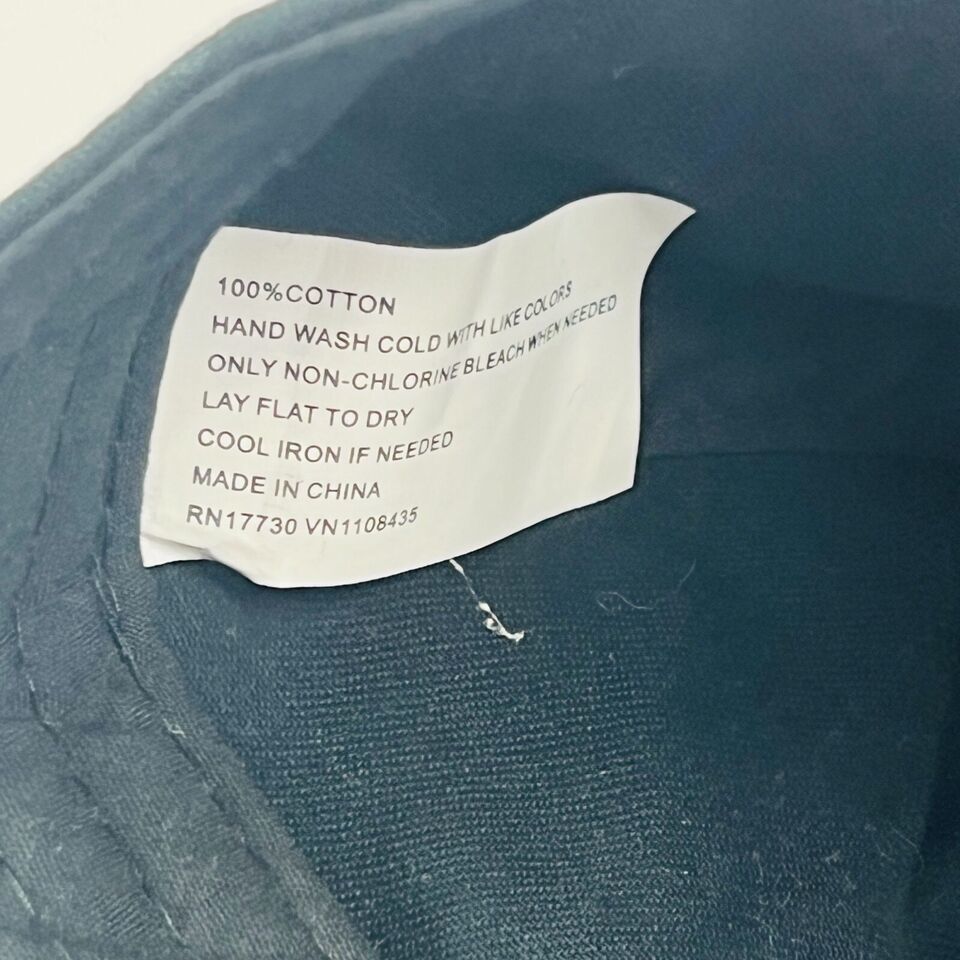 100%COTTON
HAND WASH COLD WITH LIKE COLORS
ONLY NON-CHLORINE BLEACH WHEN NEEDED
LAY FLAT TO DRY
COOL IRON IF NEEDED
MADE IN CHINA
RN17730 VN1108435